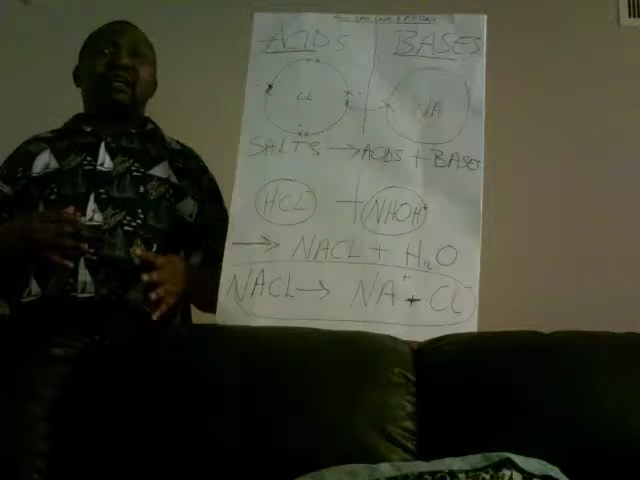 ACIDS BASES
CL NA
SALTS → ACIDS + BASES
HCL + NHOH
→ NACL + H2O
NACL → NA+ + CL-